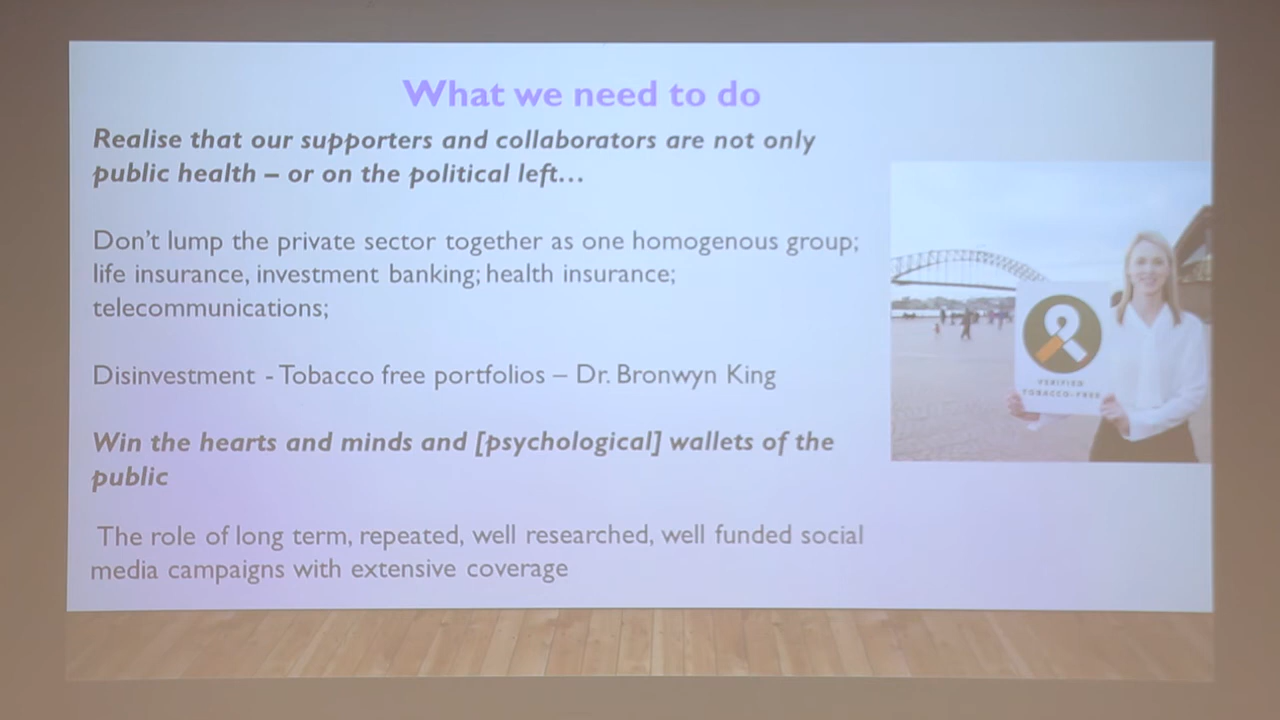 What we need to do
Realise that our supporters and collaborators are not only
public health – or on the political left...
Don't lump the private sector together as one homogenous group;
life insurance, investment banking; health insurance;
telecommunications;
Disinvestment - Tobacco free portfolios – Dr. Bronwyn King
Win the hearts and minds and [psychological] wallets of the
public
The role of long term, repeated, well researched, well funded social
media campaigns with extensive coverage
VERIFIED
TOBACCO-FREE